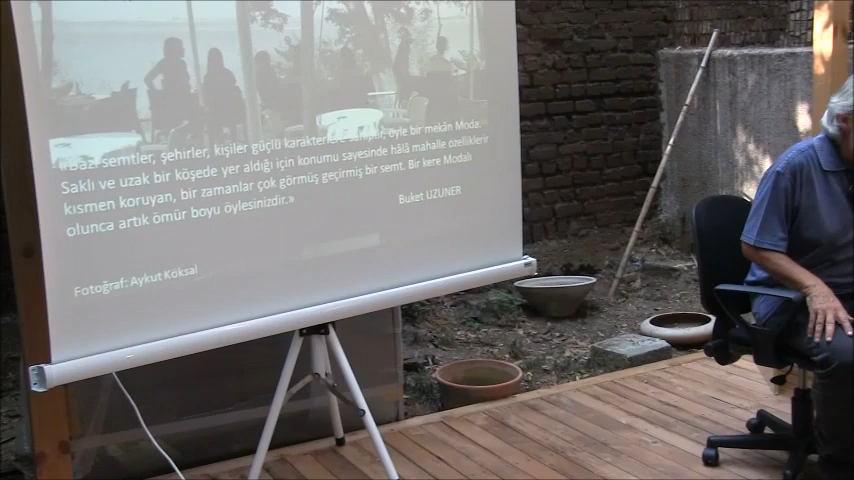 «Bazı semtler, şehirler, kişiler güçlü karakterlere sahiptir, öyle bir mekân Moda.
Saklı ve uzak bir köşede yer aldığı için konumu sayesinde hâlâ mahalle özelliklerir
kısmen koruyan, bir zamanlar çok görmüş geçirmiş bir semt. Bir kere Modalı
olunca artık ömür boyu öylesinizdir.»
Buket UZUNER
Fotoğraf: Aykut Köksal